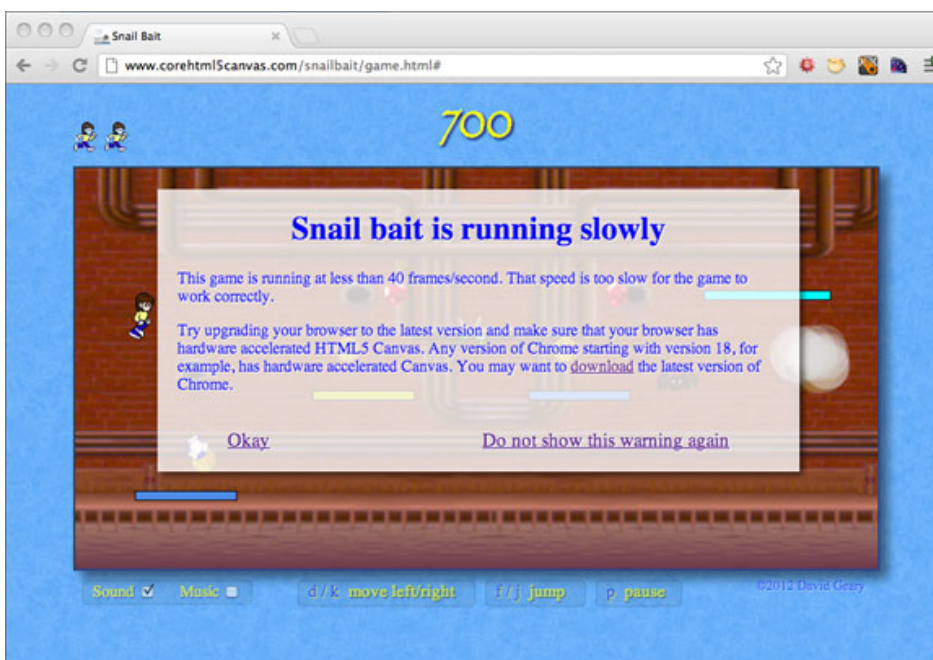 Snail Bait
www.corehtml5canvas.com/snailbait/game.html#
700
Snail bait is running slowly
This game is running at less than 40 frames/second. That speed is too slow for the game to
work correctly.
Try upgrading your browser to the latest version and make sure that your browser has
hardware accelerated HTML5 Canvas. Any version of Chrome starting with version 18, for
example, has hardware accelerated Canvas. You may want to download the latest version of
Chrome.
Okay Do not show this warning again
Sound Music d / k move left/right f / j jump p pause ©2012 David Geary